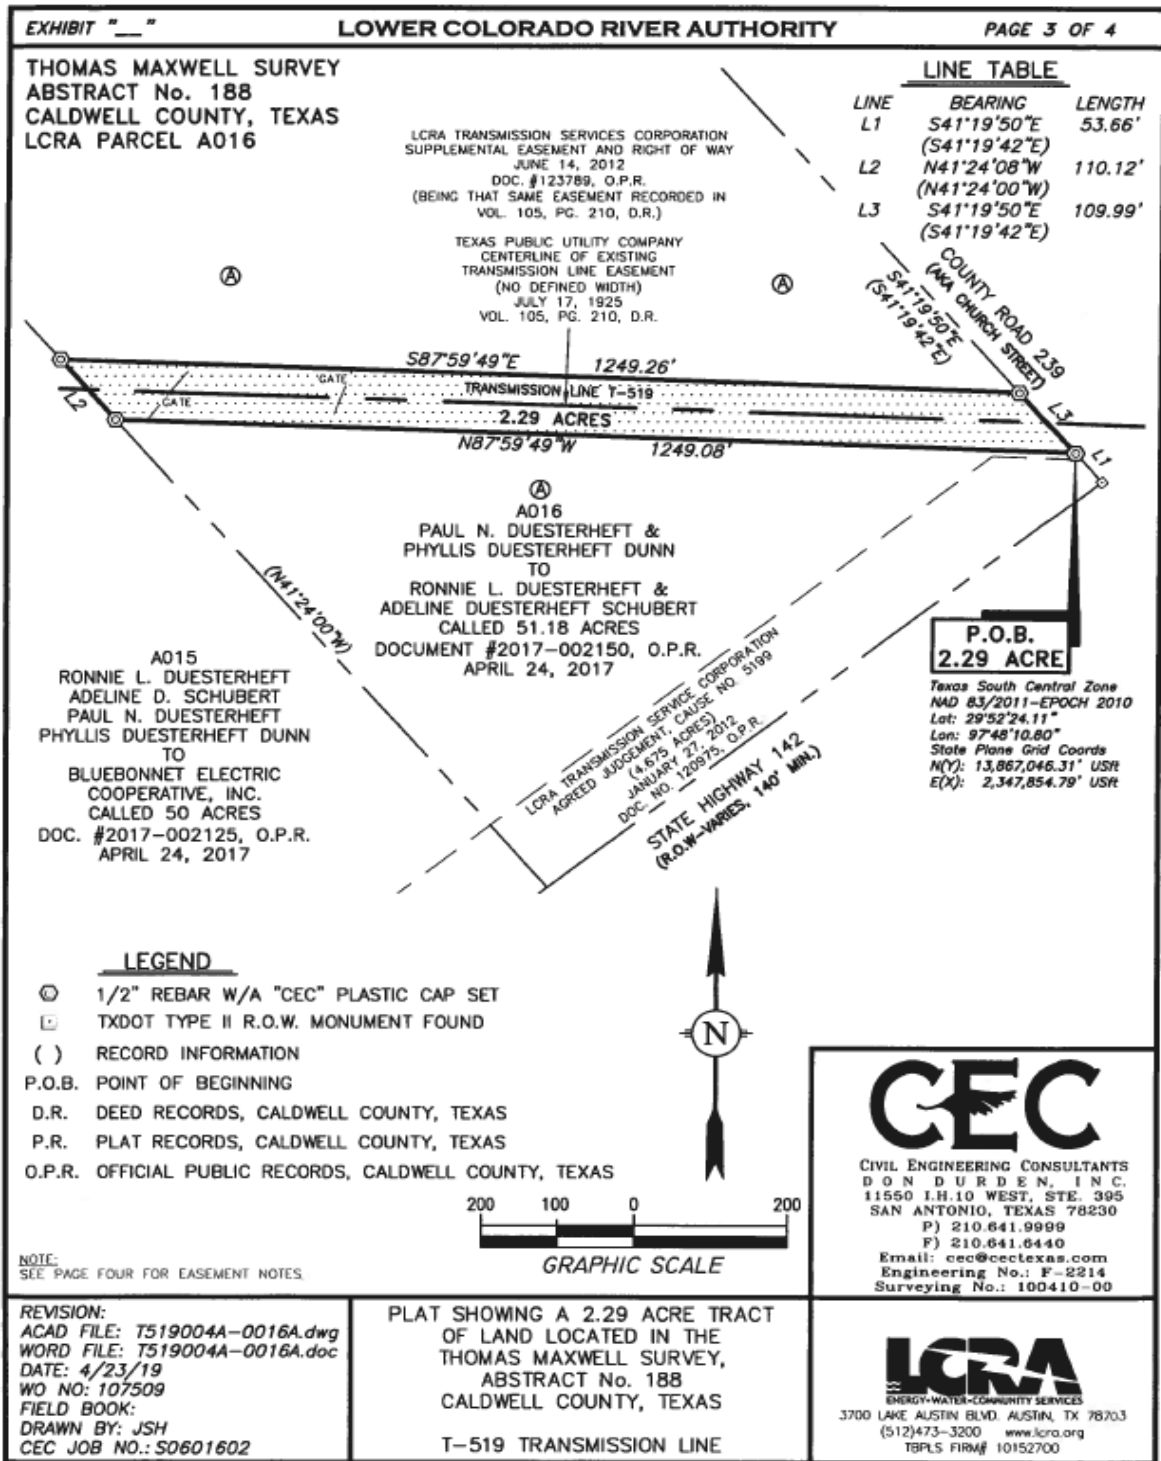 EXHIBIT "__"
LOWER COLORADO RIVER AUTHORITY
PAGE 3 OF 4
THOMAS MAXWELL SURVEY
ABSTRACT No. 188
CALDWELL COUNTY, TEXAS
LCRA PARCEL A016
LINE TABLE
LINE BEARING LENGTH
L1 S41°19'50"E 53.66'
(S41°19'42"E)
L2 N41°24'08"W 110.12'
(N41°24'00"W)
L3 S41°19'50"E 109.99'
(S41°19'42"E)
LCRA TRANSMISSION SERVICES CORPORATION
SUPPLEMENTAL EASEMENT AND RIGHT OF WAY
JUNE 14, 2012
DOC. #123789, O.P.R.
(BEING THAT SAME EASEMENT RECORDED IN
VOL. 105, PG. 210, D.R.)
TEXAS PUBLIC UTILITY COMPANY
CENTERLINE OF EXISTING
TRANSMISSION LINE EASEMENT
(NO DEFINED WIDTH)
JULY 17, 1925
VOL. 105, PG. 210, D.R.
A
A
COUNTY ROAD 239
(AKA CHURCH STREET)
S41°19'50"E
(S41°19'42"E)
S87°59'49"E 1249.26'
GATE
GATE
TRANSMISSION LINE T-519
2.29 ACRES
N87°59'49"W 1249.08'
L2
L3
L1
A
A016
PAUL N. DUESTERHEFT &
PHYLLIS DUESTERHEFT DUNN
TO
RONNIE L. DUESTERHEFT &
ADELINE DUESTERHEFT SCHUBERT
CALLED 51.18 ACRES
DOCUMENT #2017-002150, O.P.R.
APRIL 24, 2017
(N41°24'00"W)
A015
RONNIE L. DUESTERHEFT
ADELINE D. SCHUBERT
PAUL N. DUESTERHEFT
PHYLLIS DUESTERHEFT DUNN
TO
BLUEBONNET ELECTRIC
COOPERATIVE, INC.
CALLED 50 ACRES
DOC. #2017-002125, O.P.R.
APRIL 24, 2017
LCRA TRANSMISSION SERVICE CORPORATION
AGREED JUDGEMENT, CAUSE NO. 5199
(4.675 ACRES)
JANUARY 27, 2012
DOC. NO. 120975, O.P.R.
STATE HIGHWAY 142
(R.O.W-VARIES, 140' MIN.)
P.O.B.
2.29 ACRE
Texas South Central Zone
NAD 83/2011-EPOCH 2010
Lat: 29°52'24.11"
Lon: 97°48'10.80"
State Plane Grid Coords
N(Y): 13,867,046.31' USft
E(X): 2,347,854.79' USft
LEGEND
1/2" REBAR W/A "CEC" PLASTIC CAP SET
TXDOT TYPE II R.O.W. MONUMENT FOUND
( ) RECORD INFORMATION
P.O.B. POINT OF BEGINNING
D.R. DEED RECORDS, CALDWELL COUNTY, TEXAS
P.R. PLAT RECORDS, CALDWELL COUNTY, TEXAS
O.P.R. OFFICIAL PUBLIC RECORDS, CALDWELL COUNTY, TEXAS
N
200 100 0 200
GRAPHIC SCALE
NOTE:
SEE PAGE FOUR FOR EASEMENT NOTES.
CEC
CIVIL ENGINEERING CONSULTANTS
DON DURDEN, INC.
11550 I.H.10 WEST, STE. 395
SAN ANTONIO, TEXAS 78230
P) 210.641.9999
F) 210.641.6440
Email: cec@cectexas.com
Engineering No.: F-2214
Surveying No.: 100410-00
REVISION:
ACAD FILE: T519004A-0016A.dwg
WORD FILE: T519004A-0016A.doc
DATE: 4/23/19
WO NO: 107509
FIELD BOOK:
DRAWN BY: JSH
CEC JOB NO.: S0601602
PLAT SHOWING A 2.29 ACRE TRACT
OF LAND LOCATED IN THE
THOMAS MAXWELL SURVEY,
ABSTRACT No. 188
CALDWELL COUNTY, TEXAS
T-519 TRANSMISSION LINE
LCRA
ENERGY•WATER•COMMUNITY SERVICES
3700 LAKE AUSTIN BLVD. AUSTIN, TX 78703
(512)473-3200 www.lcra.org
TBPLS FIRM# 10152700